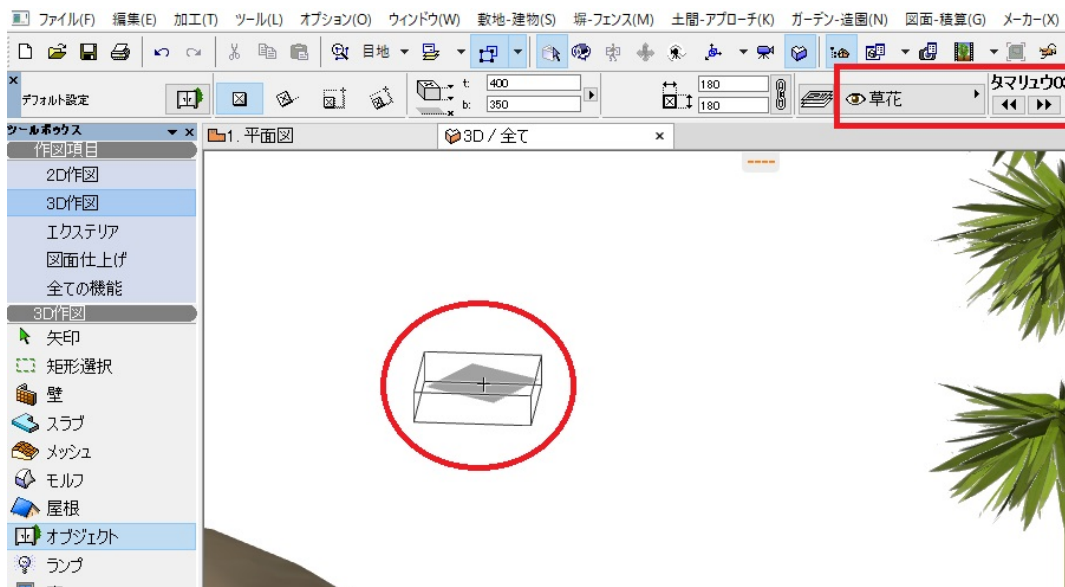 ファイル(F) 編集(E) 加工(T) ツール(L) オプション(O) ウィンドウ(W) 敷地-建物(S) 塀-フェンス(M) 土間-アプローチ(K) ガーデン-造園(N) 図面-積算(G) メーカー(X)
目地
デフォルト設定 t: 400 b: 350 180 180 草花 タマリュウ
ツールボックス
1. 平面図 3D / 全て
作図項目
2D作図
3D作図
エクステリア
図面仕上げ
全ての機能
3D作図
矢印
矩形選択
壁
スラブ
メッシュ
モルフ
屋根
オブジェクト
ランプ